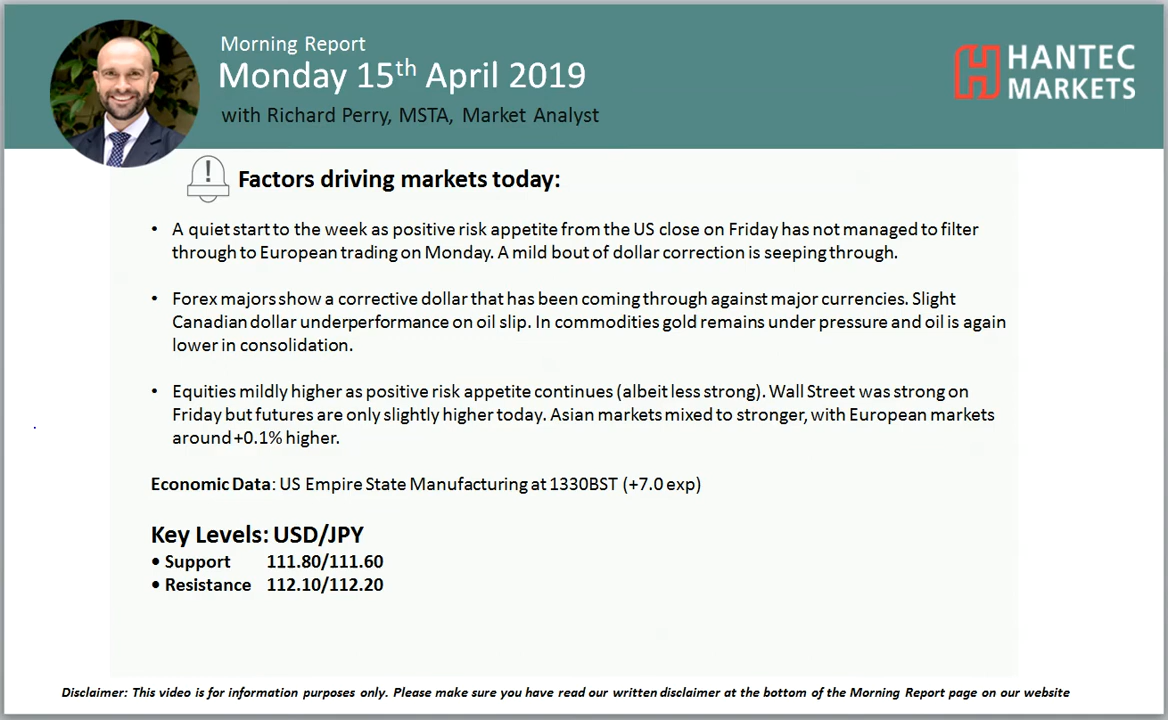 Morning Report
Monday 15th April 2019
with Richard Perry, MSTA, Market Analyst
HANTEC
MARKETS
!
Factors driving markets today:
• A quiet start to the week as positive risk appetite from the US close on Friday has not managed to filter
through to European trading on Monday. A mild bout of dollar correction is seeping through.
• Forex majors show a corrective dollar that has been coming through against major currencies. Slight
Canadian dollar underperformance on oil slip. In commodities gold remains under pressure and oil is again
lower in consolidation.
• Equities mildly higher as positive risk appetite continues (albeit less strong). Wall Street was strong on
Friday but futures are only slightly higher today. Asian markets mixed to stronger, with European markets
around +0.1% higher.
Economic Data: US Empire State Manufacturing at 1330BST (+7.0 exp)
Key Levels: USD/JPY
• Support 111.80/111.60
• Resistance 112.10/112.20
Disclaimer: This video is for information purposes only. Please make sure you have read our written disclaimer at the bottom of the Morning Report page on our website